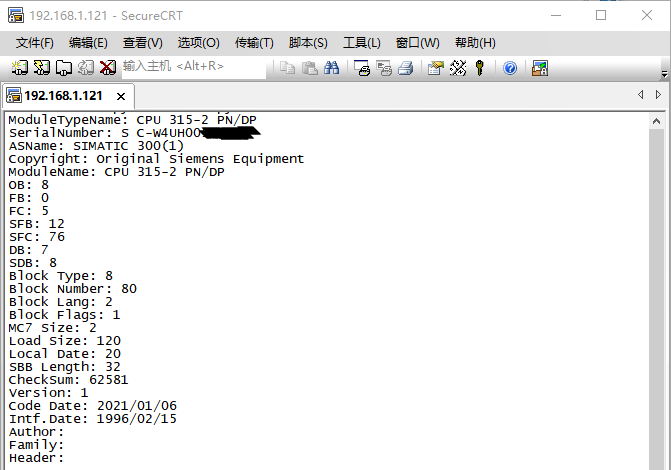 192.168.1.121 - SecureCRT
文件(F) 编辑(E) 查看(V) 选项(O) 传输(T) 脚本(S) 工具(L) 窗口(W) 帮助(H)
输入主机 <Alt+R>
192.168.1.121
ModuleTypeName: CPU 315-2 PN/DP
SerialNumber: S C-W4UH00
ASName: SIMATIC 300(1)
Copyright: Original Siemens Equipment
ModuleName: CPU 315-2 PN/DP
OB: 8
FB: 0
FC: 5
SFB: 12
SFC: 76
DB: 7
SDB: 8
Block Type: 8
Block Number: 80
Block Lang: 2
Block Flags: 1
MC7 Size: 2
Load Size: 120
Local Date: 20
SBB Length: 32
CheckSum: 62581
Version: 1
Code Date: 2021/01/06
Intf.Date: 1996/02/15
Author:
Family:
Header: